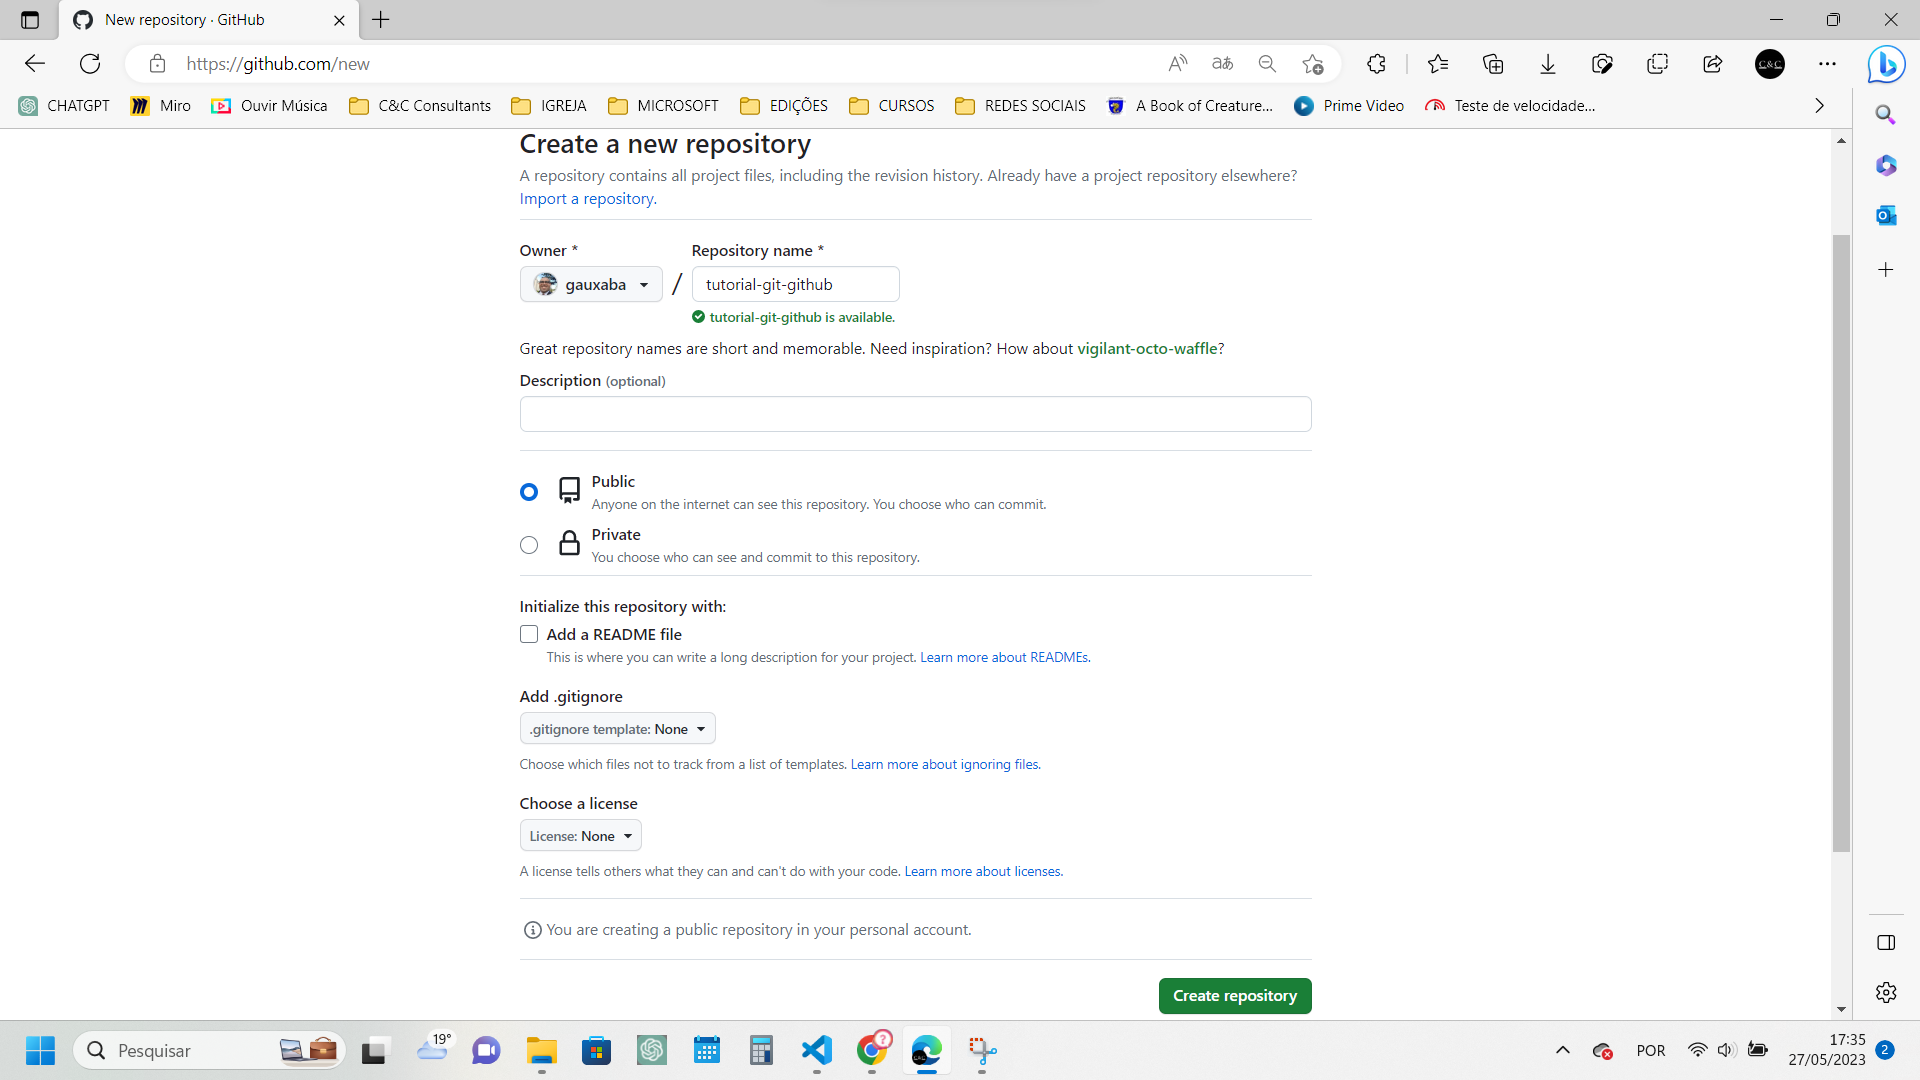 New repository · GitHub
https://github.com/new
CHATGPT
Miro
Ouvir Música
C&C Consultants
IGREJA
MICROSOFT
EDIÇÕES
CURSOS
REDES SOCIAIS
A Book of Creature...
Prime Video
Teste de velocidade...
Create a new repository
A repository contains all project files, including the revision history. Already have a project repository elsewhere?
Import a repository.
Owner *
Repository name *
gauxaba
/
tutorial-git-github
tutorial-git-github is available.
Great repository names are short and memorable. Need inspiration? How about vigilant-octo-waffle?
Description (optional)
Public
Anyone on the internet can see this repository. You choose who can commit.
Private
You choose who can see and commit to this repository.
Initialize this repository with:
Add a README file
This is where you can write a long description for your project. Learn more about READMEs.
Add .gitignore
.gitignore template: None
Choose which files not to track from a list of templates. Learn more about ignoring files.
Choose a license
License: None
A license tells others what they can and can't do with your code. Learn more about licenses.
You are creating a public repository in your personal account.
Create repository
Pesquisar
19°
POR
17:35
27/05/2023
2